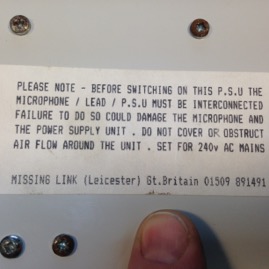 PLEASE NOTE - BEFORE SWITCHING ON THIS P.S.U THE
MICROPHONE / LEAD / P.S.U MUST BE INTERCONNECTED
FAILURE TO DO SO COULD DAMAGE THE MICROPHONE AND
THE POWER SUPPLY UNIT . DO NOT COVER OR OBSTRUCT
AIR FLOW AROUND THE UNIT . SET FOR 240v AC MAINS
MISSING LINK (Leicester) Gt.Britain 01509 891491